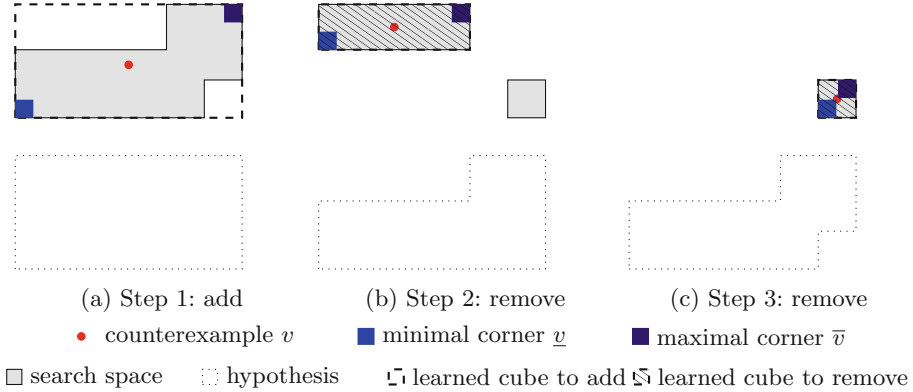 (a) Step 1: add (b) Step 2: remove (c) Step 3: remove
counterexample v minimal corner v̲ maximal corner v̅
search space hypothesis learned cube to add learned cube to remove